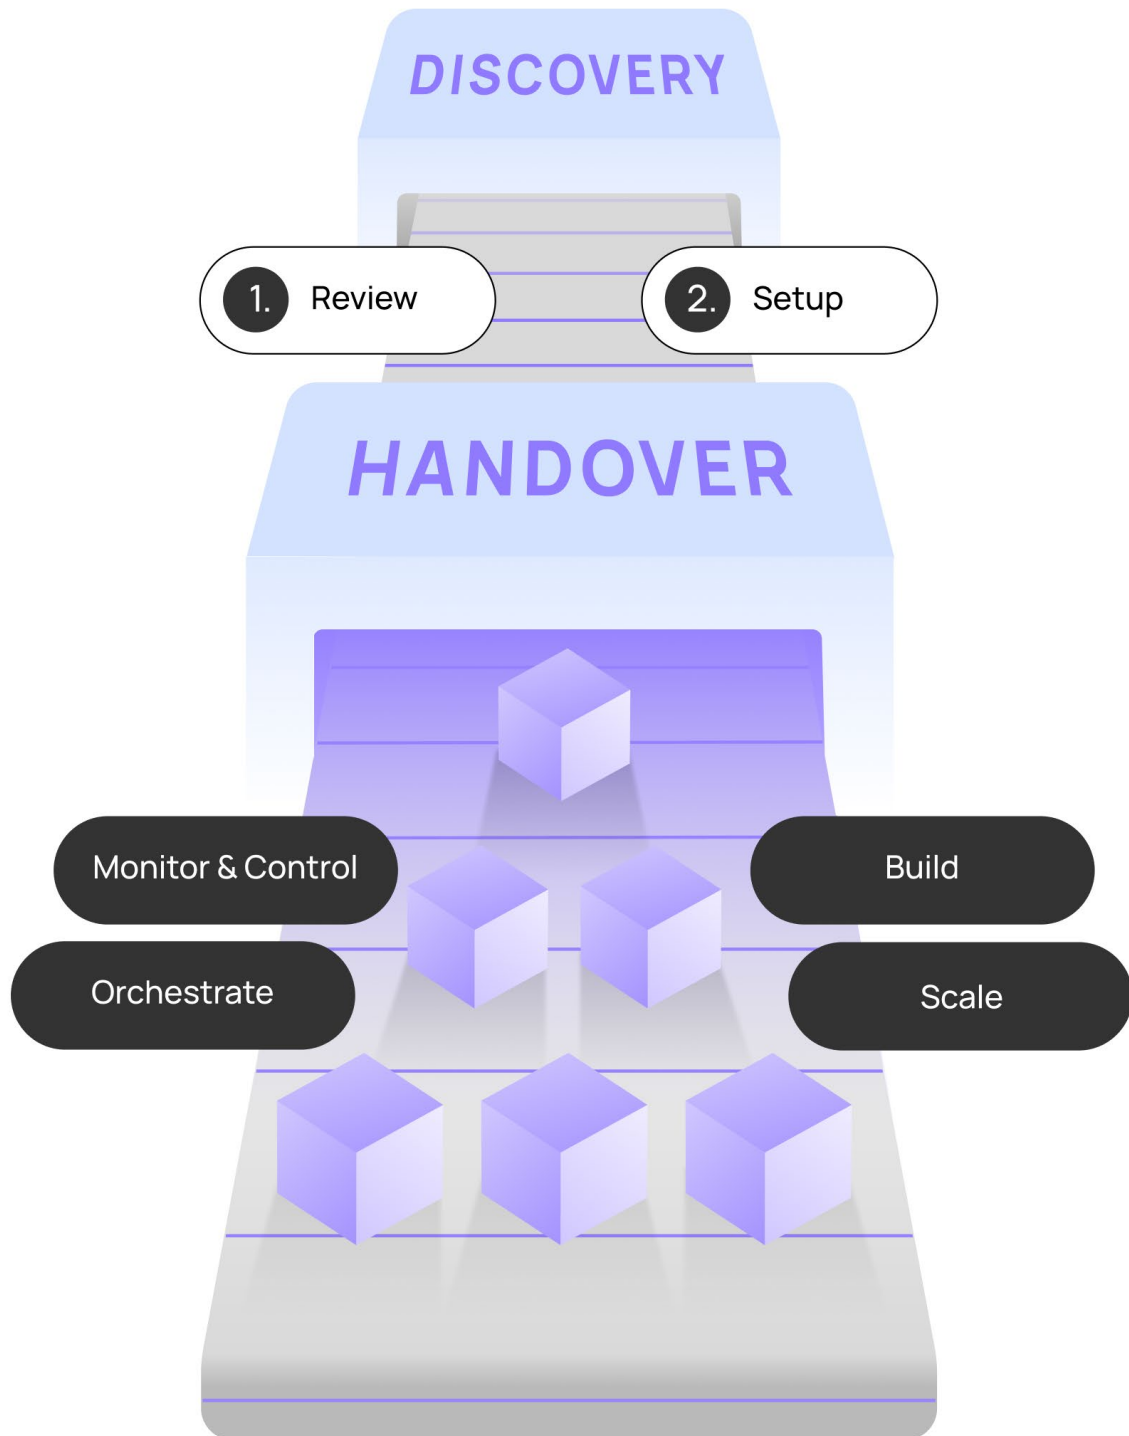 DISCOVERY
1. Review
2. Setup
HANDOVER
Monitor & Control
Build
Orchestrate
Scale